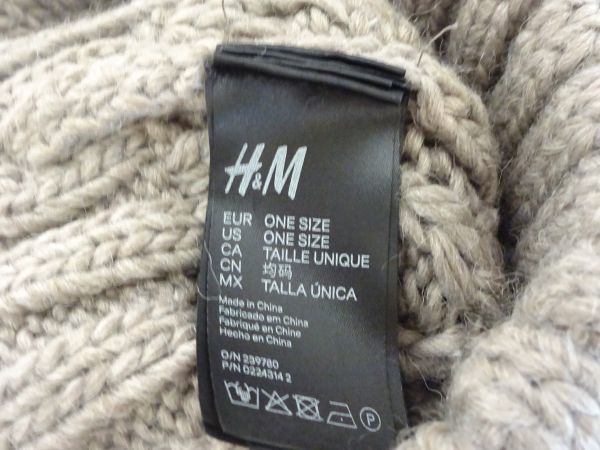 H&M
EUR ONE SIZE
US ONE SIZE
CA TAILLE UNIQUE
CN 均码
MX TALLA ÚNICA
Made in China
Fabricado em China
Fabriqué en Chine
Hecho en China
O/N 239780
P/N 0224314 2
P